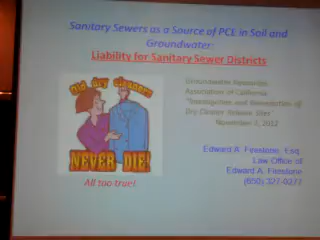 Sanitary Sewers as a Source of PCE in Soil and
Groundwater:
Liability for Sanitary Sewer Districts
Old dry cleaners
NEVER DIE!
All too true!
Groundwater Resources
Association of California
"Investigation and Remediation of
Dry Cleaner Release Sites"
November 7, 2012
Edward A. Firestone, Esq.
Law Office of
Edward A. Firestone
(650) 327-0277